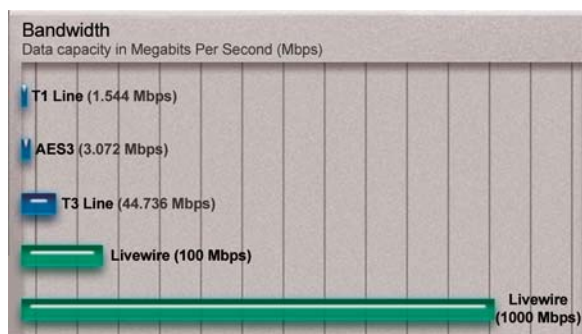 Bandwidth
Data capacity in Megabits Per Second (Mbps)
T1 Line (1.544 Mbps)
AES3 (3.072 Mbps)
T3 Line (44.736 Mbps)
Livewire (100 Mbps)
Livewire
(1000 Mbps)